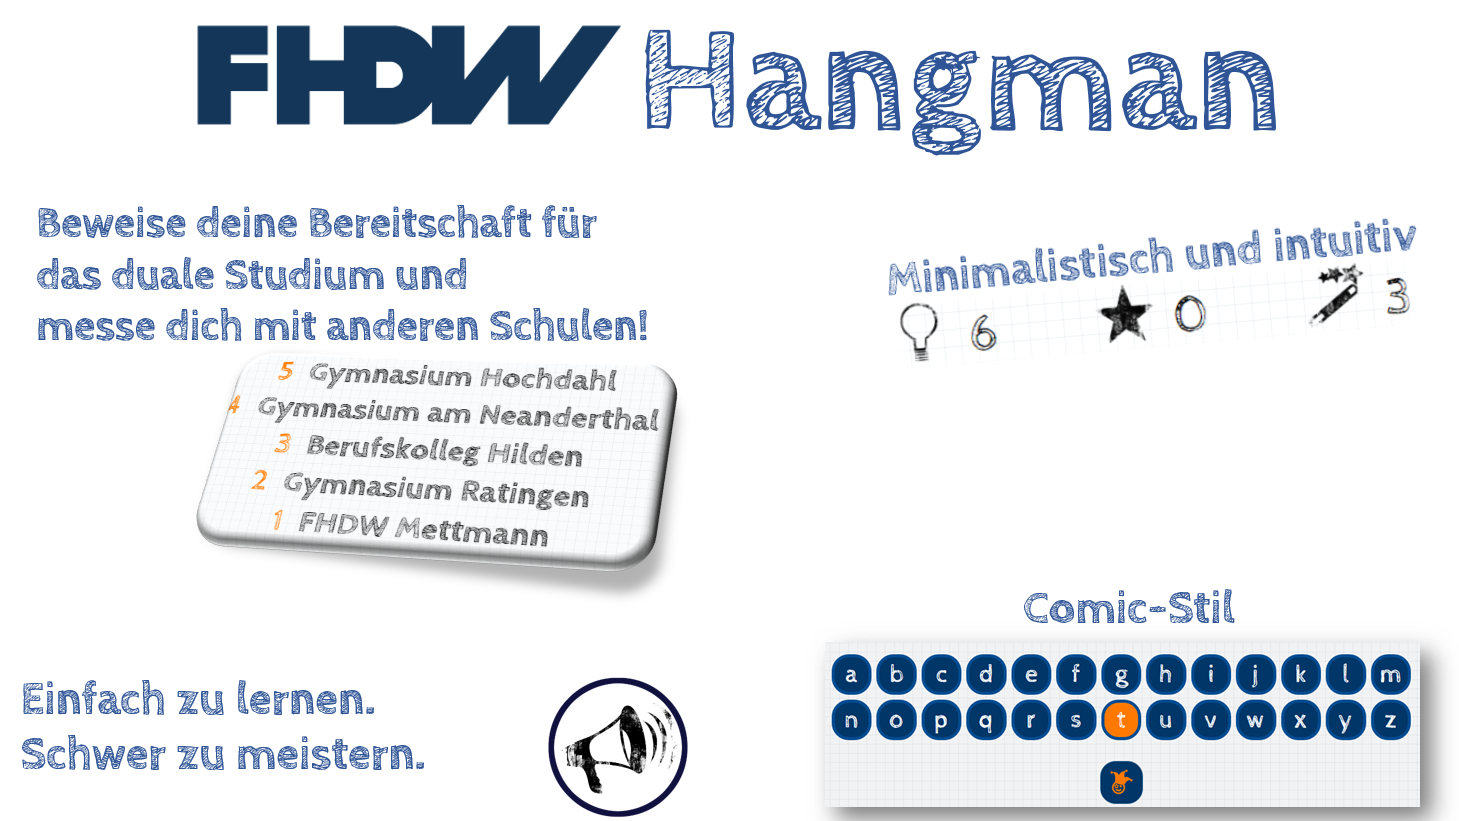 FHDW Hangman
Beweise deine Bereitschaft für
das duale Studium und
messe dich mit anderen Schulen!
5 Gymnasium Hochdahl
4 Gymnasium am Neanderthal
3 Berufskolleg Hilden
2 Gymnasium Ratingen
1 FHDW Mettmann
Minimalistisch und intuitiv
6 0 3
Einfach zu lernen.
Schwer zu meistern.
Comic-Stil
a b c d e f g h i j k l m
n o p q r s t u v w x y z